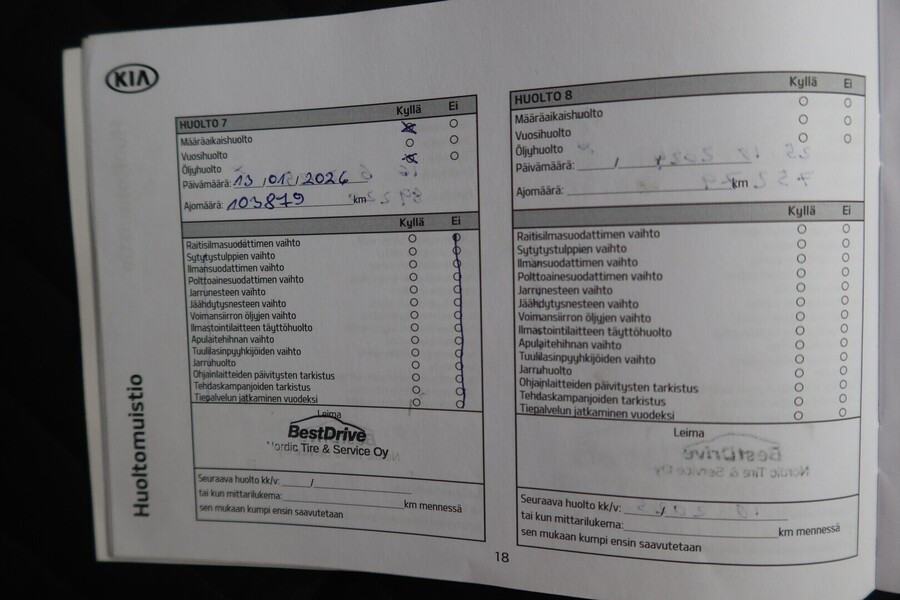 KIA
Huoltomuistio
HUOLTO 7 Kyllä Ei
Määräaikaishuolto
Vuosihuolto
Öljyhuolto
Päivämäärä: 13 / 01 / 2026
Ajomäärä: 103879 km
Kyllä Ei
Raitisilmasuodattimen vaihto
Sytytystulppien vaihto
Ilmansuodattimen vaihto
Polttoainesuodattimen vaihto
Jarrunesteen vaihto
Jäähdytysnesteen vaihto
Voimansiirron öljyjen vaihto
Ilmastointilaitteen täyttöhuolto
Apulaitehihnan vaihto
Tuulilasinpyyhkijöiden vaihto
Jarruhuolto
Ohjainlaitteiden päivitysten tarkistus
Tehdaskampanjoiden tarkistus
Tiepalvelun jatkaminen vuodeksi
Leima
BestDrive
Nordic Tire & Service Oy
Seuraava huolto kk/v: /
tai kun mittarilukema: km mennessä
sen mukaan kumpi ensin saavutetaan
HUOLTO 8 Kyllä Ei
Määräaikaishuolto
Vuosihuolto
Öljyhuolto
Päivämäärä: / /
Ajomäärä: km
Kyllä Ei
Raitisilmasuodattimen vaihto
Sytytystulppien vaihto
Ilmansuodattimen vaihto
Polttoainesuodattimen vaihto
Jarrunesteen vaihto
Jäähdytysnesteen vaihto
Voimansiirron öljyjen vaihto
Ilmastointilaitteen täyttöhuolto
Apulaitehihnan vaihto
Tuulilasinpyyhkijöiden vaihto
Jarruhuolto
Ohjainlaitteiden päivitysten tarkistus
Tehdaskampanjoiden tarkistus
Tiepalvelun jatkaminen vuodeksi
Leima
Seuraava huolto kk/v: /
tai kun mittarilukema: km mennessä
sen mukaan kumpi ensin saavutetaan
18